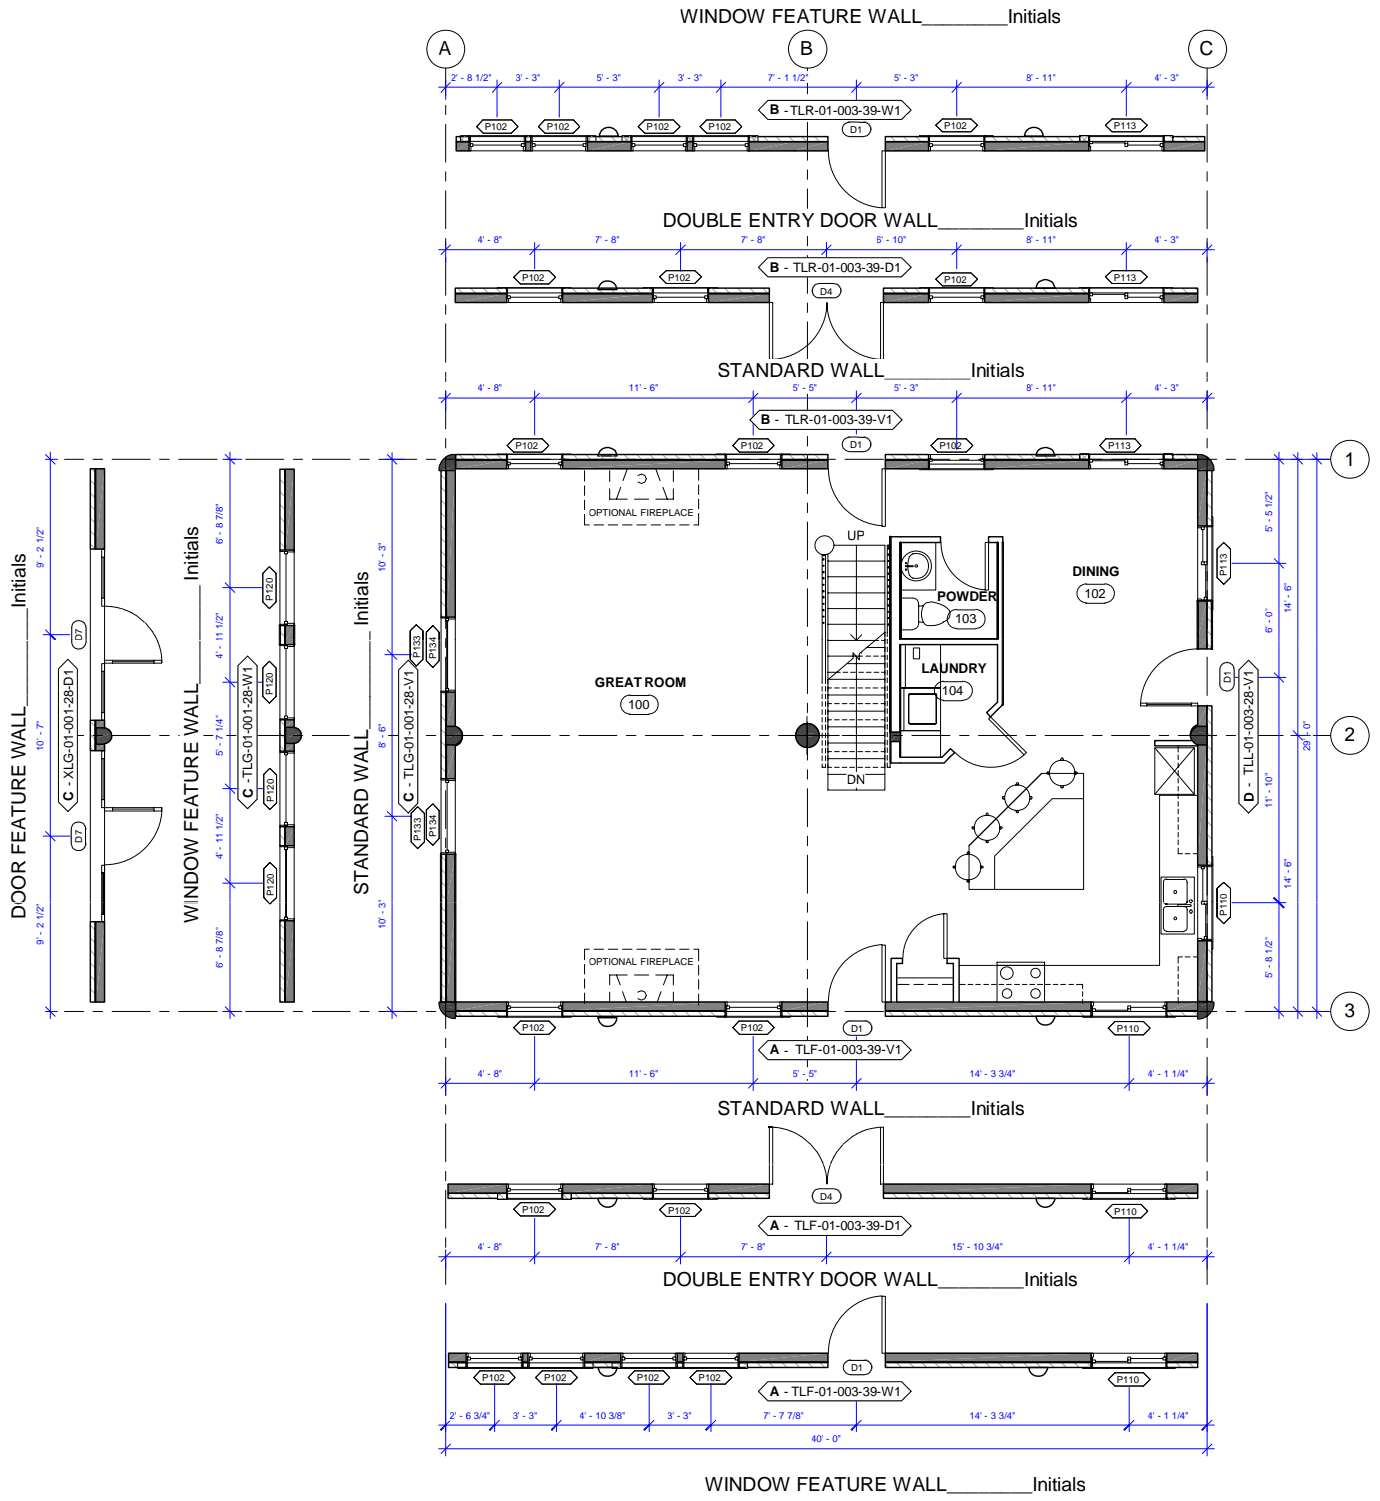 WINDOW FEATURE WALL________Initials
A B C
2' - 8 1/2" 3' - 3" 5' - 3" 3' - 3" 7' - 1 1/2" 5' - 3" 8' - 11" 4' - 3"
B - TLR-01-003-39-W1
P102 P102 P102 P102 D1 P102 P113
DOUBLE ENTRY DOOR WALL________Initials
4' - 8" 7' - 8" 7' - 8" 6' - 10" 8' - 11" 4' - 3"
B - TLR-01-003-39-D1
P102 P102 D4 P102 P113
STANDARD WALL________Initials
4' - 8" 11' - 6" 5' - 5" 5' - 3" 8' - 11" 4' - 3"
B - TLR-01-003-39-V1
P102 P102 D1 P102 P113
1
2
3
DOOR FEATURE WALL________Initials
9' - 2 1/2"
10' - 7"
9' - 2 1/2"
D7
C - XLG-01-001-28-D1
D7
WINDOW FEATURE WALL________Initials
6' - 8 7/8"
4' - 11 1/2"
5' - 7 1/4"
4' - 11 1/2"
6' - 8 7/8"
C - TLG-01-001-28-W1
P120
P120
P120
P120
STANDARD WALL________Initials
10' - 3"
8' - 6"
10' - 3"
C - TLG-01-001-28-V1
P133 P134
P133 P134
OPTIONAL FIREPLACE
UP
DINING
102
POWDER
103
LAUNDRY
104
GREAT ROOM
100
DN
OPTIONAL FIREPLACE
P113
D1
D - TLL-01-003-28-V1
P110
5' - 5 1/2"
6' - 0"
11' - 10"
5' - 8 1/2"
14' - 6"
14' - 6"
29' - 0"
P102 P102 D1 P110
A - TLF-01-003-39-V1
4' - 8" 11' - 6" 5' - 5" 14' - 3 3/4" 4' - 1 1/4"
STANDARD WALL________Initials
P102 P102 D4 P110
A - TLF-01-003-39-D1
4' - 8" 7' - 8" 7' - 8" 15' - 10 3/4" 4' - 1 1/4"
DOUBLE ENTRY DOOR WALL________Initials
P102 P102 P102 P102 D1 P110
A - TLF-01-003-39-W1
2' - 6 3/4" 3' - 3" 4' - 10 3/8" 3' - 3" 7' - 7 7/8" 14' - 3 3/4" 4' - 1 1/4"
40' - 0"
WINDOW FEATURE WALL________Initials